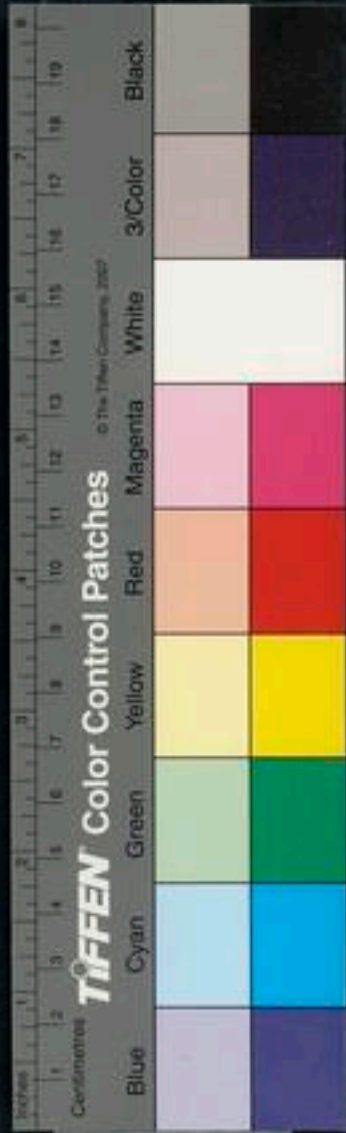 Inches 1 2 3 4 5 6 7 8
Centimetres 1 2 3 4 5 6 7 8 9 10 11 12 13 14 15 16 17 18 19
TIFFEN Color Control Patches © The Tiffen Company, 2007
Blue Cyan Green Yellow Red Magenta White 3/Color Black